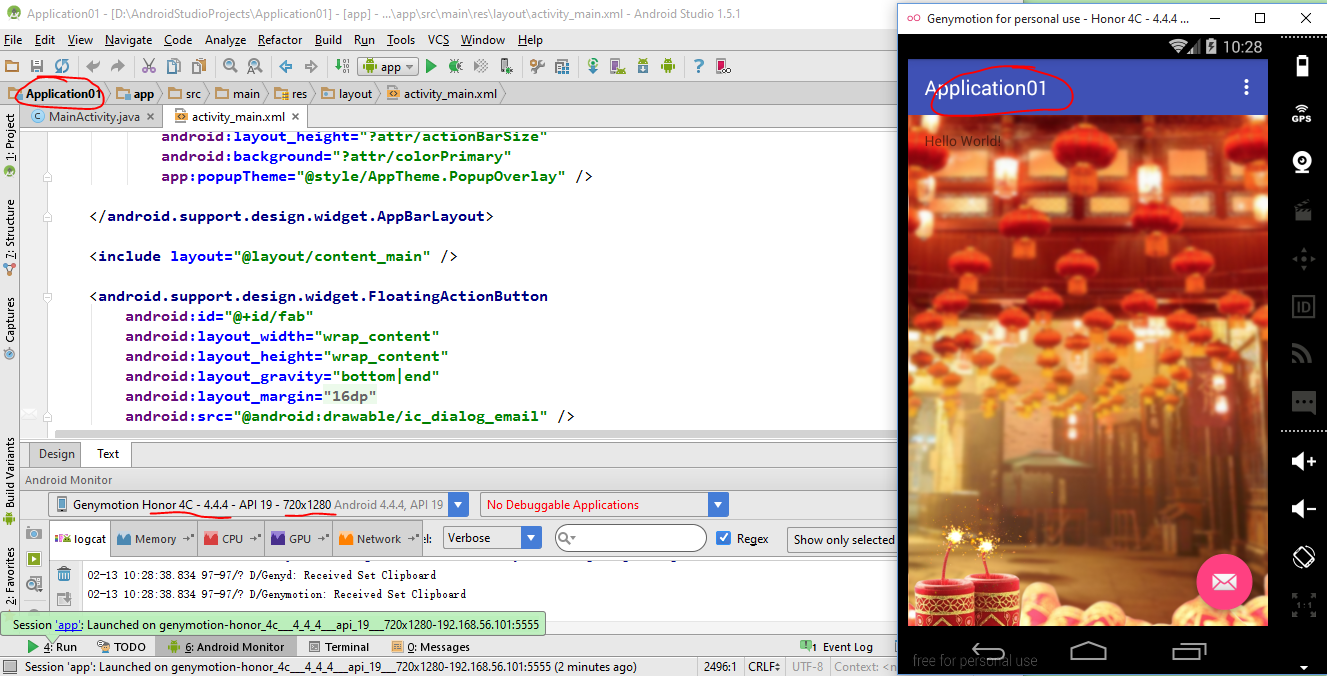 Application01 - [D:\AndroidStudioProjects\Application01] - [app] - ...\app\src\main\res\layout\activity_main.xml - Android Studio 1.5.1
File Edit View Navigate Code Analyze Refactor Build Run Tools VCS Window Help
app
Application01 app src main res layout activity_main.xml
MainActivity.java activity_main.xml
android:layout_height="?attr/actionBarSize"
android:background="?attr/colorPrimary"
app:popupTheme="@style/AppTheme.PopupOverlay" />
</android.support.design.widget.AppBarLayout>
<include layout="@layout/content_main" />
<android.support.design.widget.FloatingActionButton
android:id="@+id/fab"
android:layout_width="wrap_content"
android:layout_height="wrap_content"
android:layout_gravity="bottom|end"
android:layout_margin="16dp"
android:src="@android:drawable/ic_dialog_email" />
1: Project
7: Structure
Captures
Build Variants
2: Favorites
Design Text
Android Monitor
Genymotion Honor 4C - 4.4.4 - API 19 - 720x1280 Android 4.4.4, API 19 No Debuggable Applications
logcat Memory CPU GPU Network Verbose Regex Show only selected
02-13 10:28:38.834 97-97/? D/Genyd: Received Set Clipboard
02-13 10:28:38.834 97-97/? D/Genymotion: Received Set Clipboard
Session 'app': Launched on genymotion-honor_4c___4_4_4___api_19___720x1280-192.168.56.101:5555
4: Run TODO 6: Android Monitor Terminal 0: Messages 1 Event Log
Session 'app': Launched on genymotion-honor_4c___4_4_4___api_19___720x1280-192.168.56.101:5555 (2 minutes ago) 2496:1 CRLF UTF-8 Context:
Genymotion for personal use - Honor 4C - 4.4.4 ...
10:28
Application01
Hello World!
GPS
ID
1:1
free for personal use